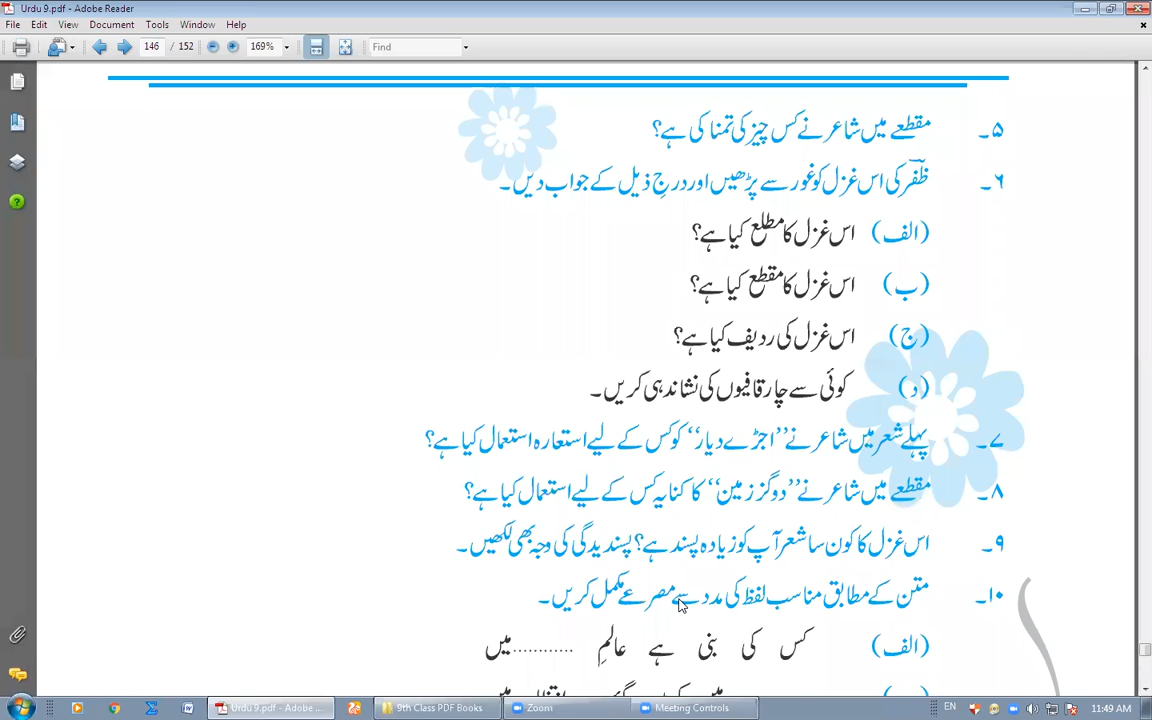 Urdu 9.pdf - Adobe Reader
File Edit View Document Tools Window Help
146 / 152 169% Find
۵۔ مقطعے میں شاعر نے کس چیز کی تمنا کی ہے؟
۶۔ ظفؔر کی اس غزل کو غور سے پڑھیں اور درجِ ذیل کے جواب دیں۔
(الف) اس غزل کا مطلع کیا ہے؟
(ب) اس غزل کا مقطع کیا ہے؟
(ج) اس غزل کی ردیف کیا ہے؟
(د) کوئی سے چار قافیوں کی نشاندہی کریں۔
۷۔ پہلے شعر میں شاعر نے ’’اجڑے دیار‘‘ کو کس کے لیے استعارہ استعمال کیا ہے؟
۸۔ مقطعے میں شاعر نے ’’دو گز زمین‘‘ کا کنایہ کس کے لیے استعمال کیا ہے؟
۹۔ اس غزل کا کون سا شعر آپ کو زیادہ پسند ہے؟ پسندیدگی کی وجہ بھی لکھیں۔
۱۰۔ متن کے مطابق مناسب لفظ کی مدد سے مصرعے مکمل کریں۔
(الف) کس کی بنی ہے عالمِ ............ میں
Urdu 9.pdf - Adobe ... 9th Class PDF Books Zoom Meeting Controls EN 11:49 AM